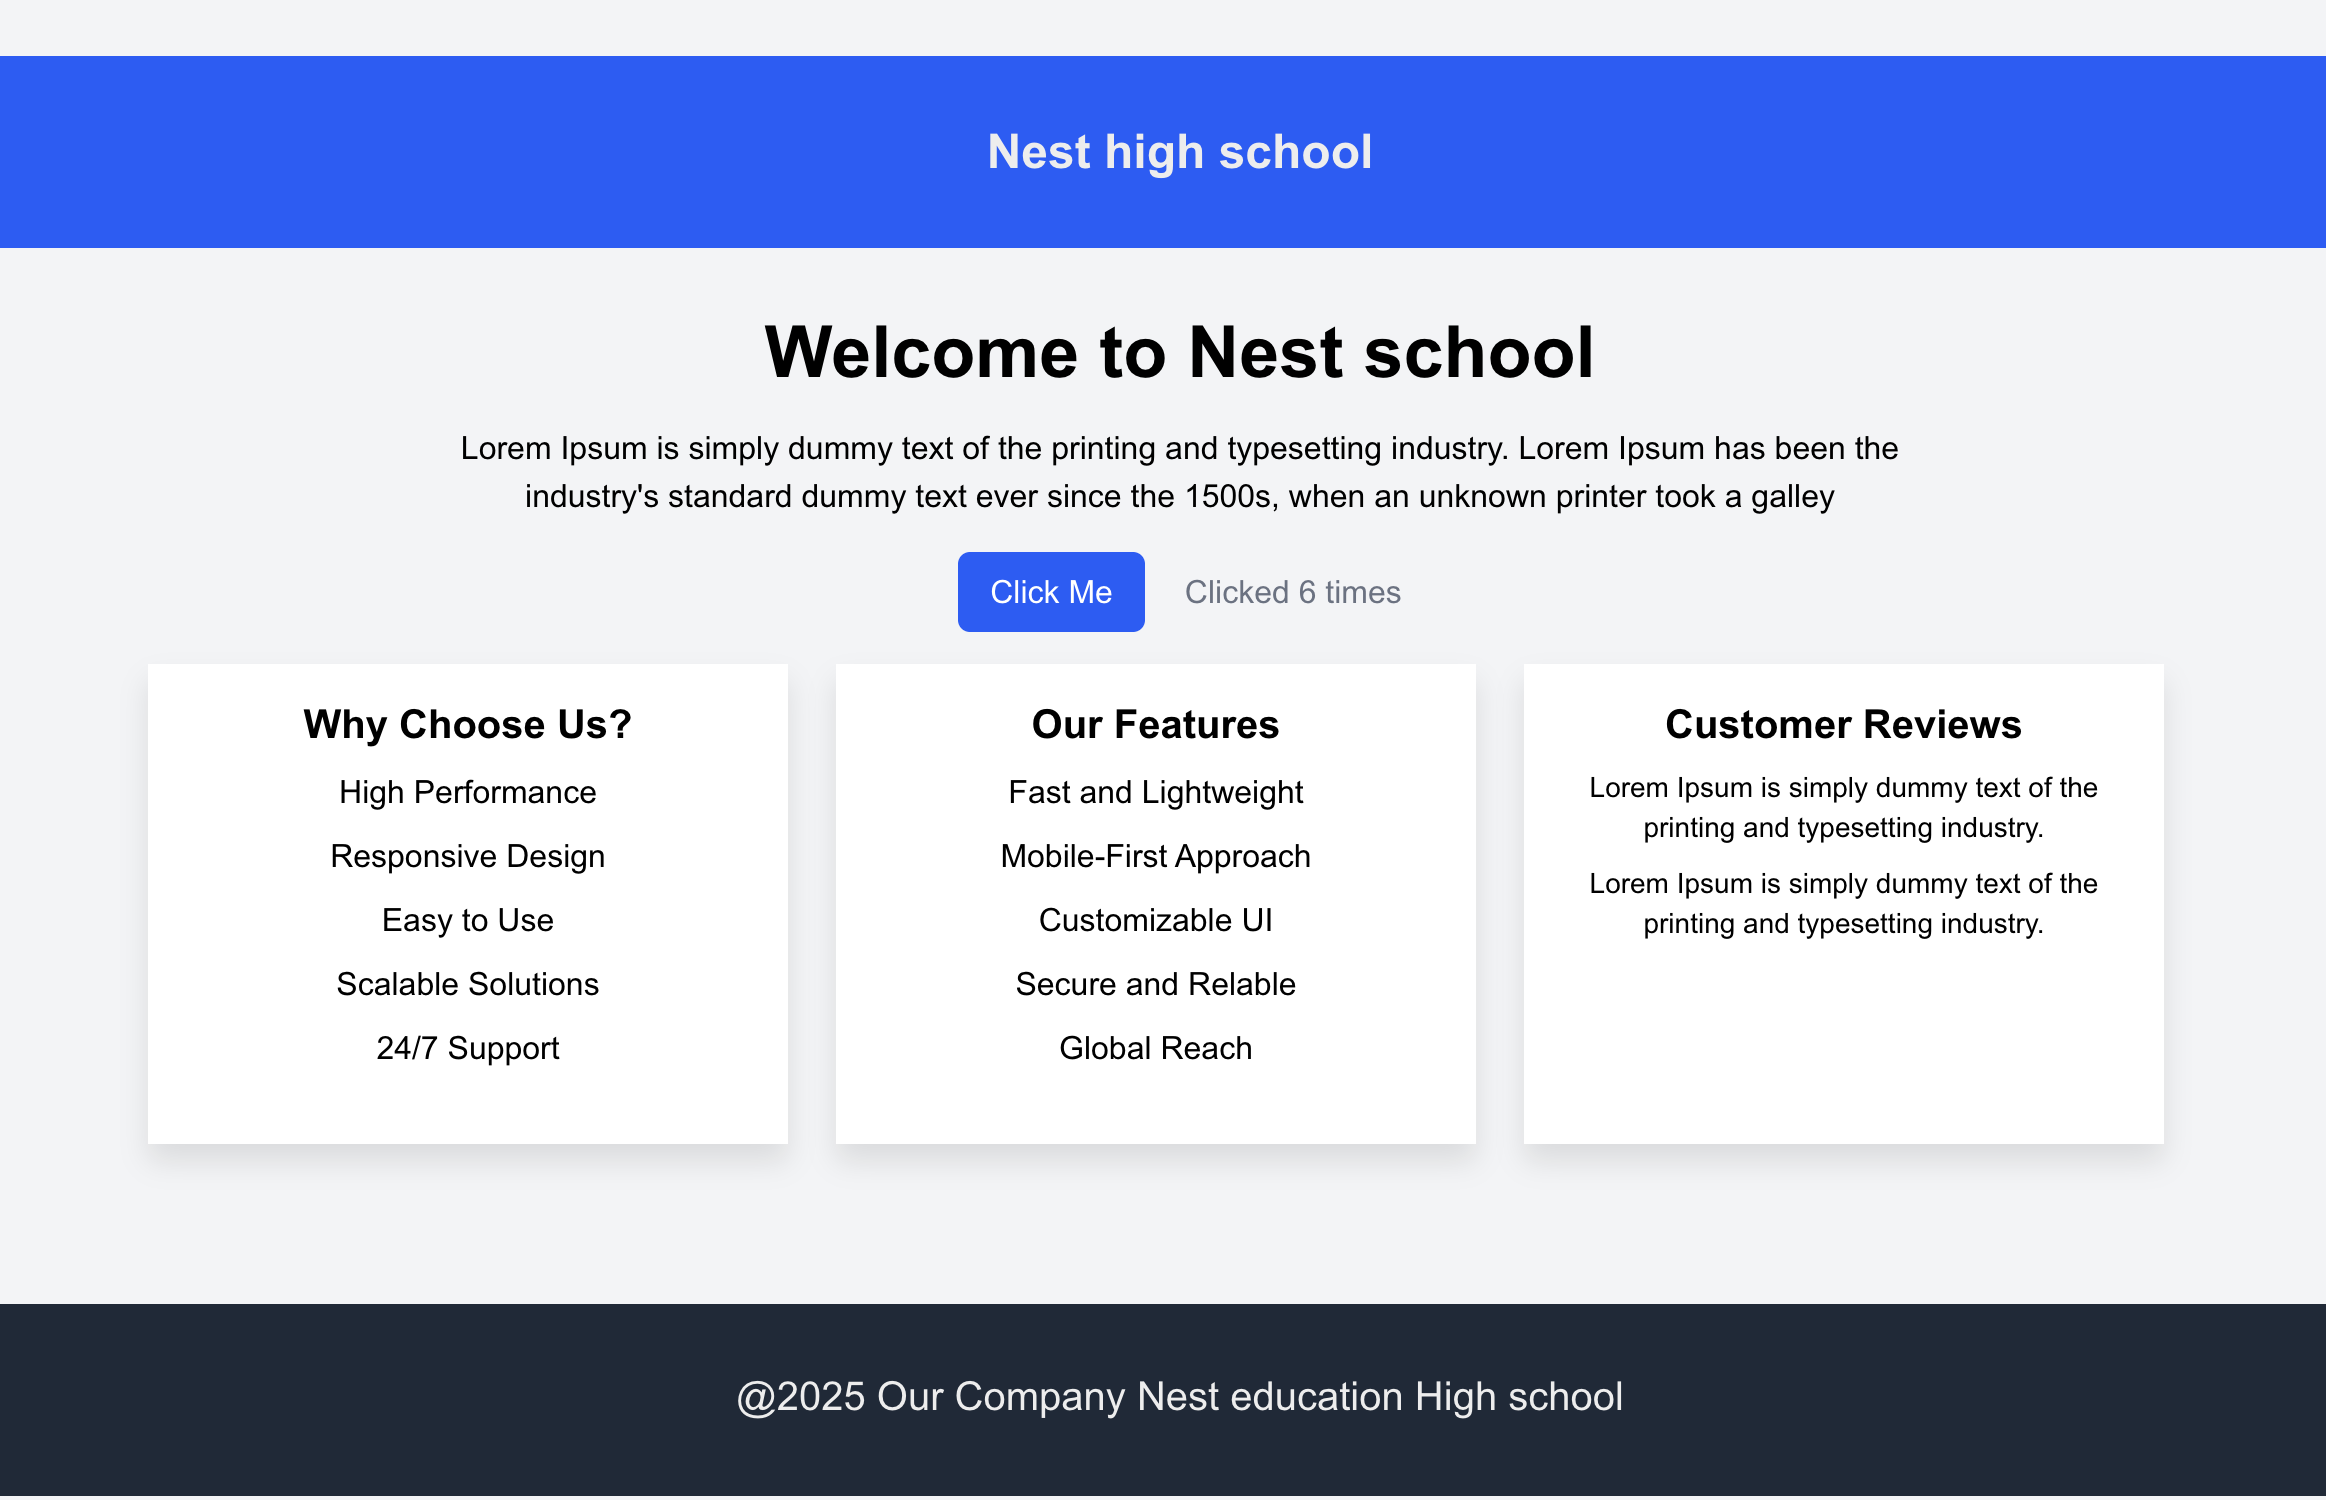 Nest high school
Welcome to Nest school
Lorem Ipsum is simply dummy text of the printing and typesetting industry. Lorem Ipsum has been the
industry's standard dummy text ever since the 1500s, when an unknown printer took a galley
Click Me
Clicked 6 times
Why Choose Us?
High Performance
Responsive Design
Easy to Use
Scalable Solutions
24/7 Support
Our Features
Fast and Lightweight
Mobile-First Approach
Customizable UI
Secure and Relable
Global Reach
Customer Reviews
Lorem Ipsum is simply dummy text of the
printing and typesetting industry.
Lorem Ipsum is simply dummy text of the
printing and typesetting industry.
@2025 Our Company Nest education High school